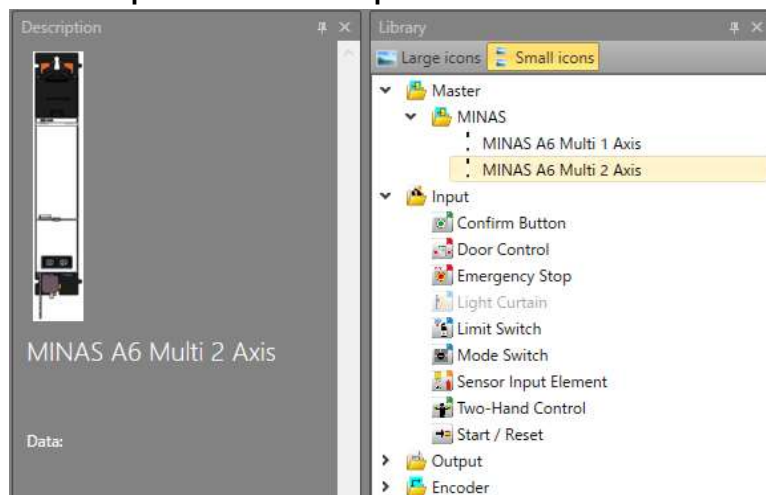 Description
MINAS A6 Multi 2 Axis
Data:
Library
Large icons Small icons
Master
MINAS
MINAS A6 Multi 1 Axis
MINAS A6 Multi 2 Axis
Input
Confirm Button
Door Control
Emergency Stop
Light Curtain
Limit Switch
Mode Switch
Sensor Input Element
Two-Hand Control
Start / Reset
Output
Encoder